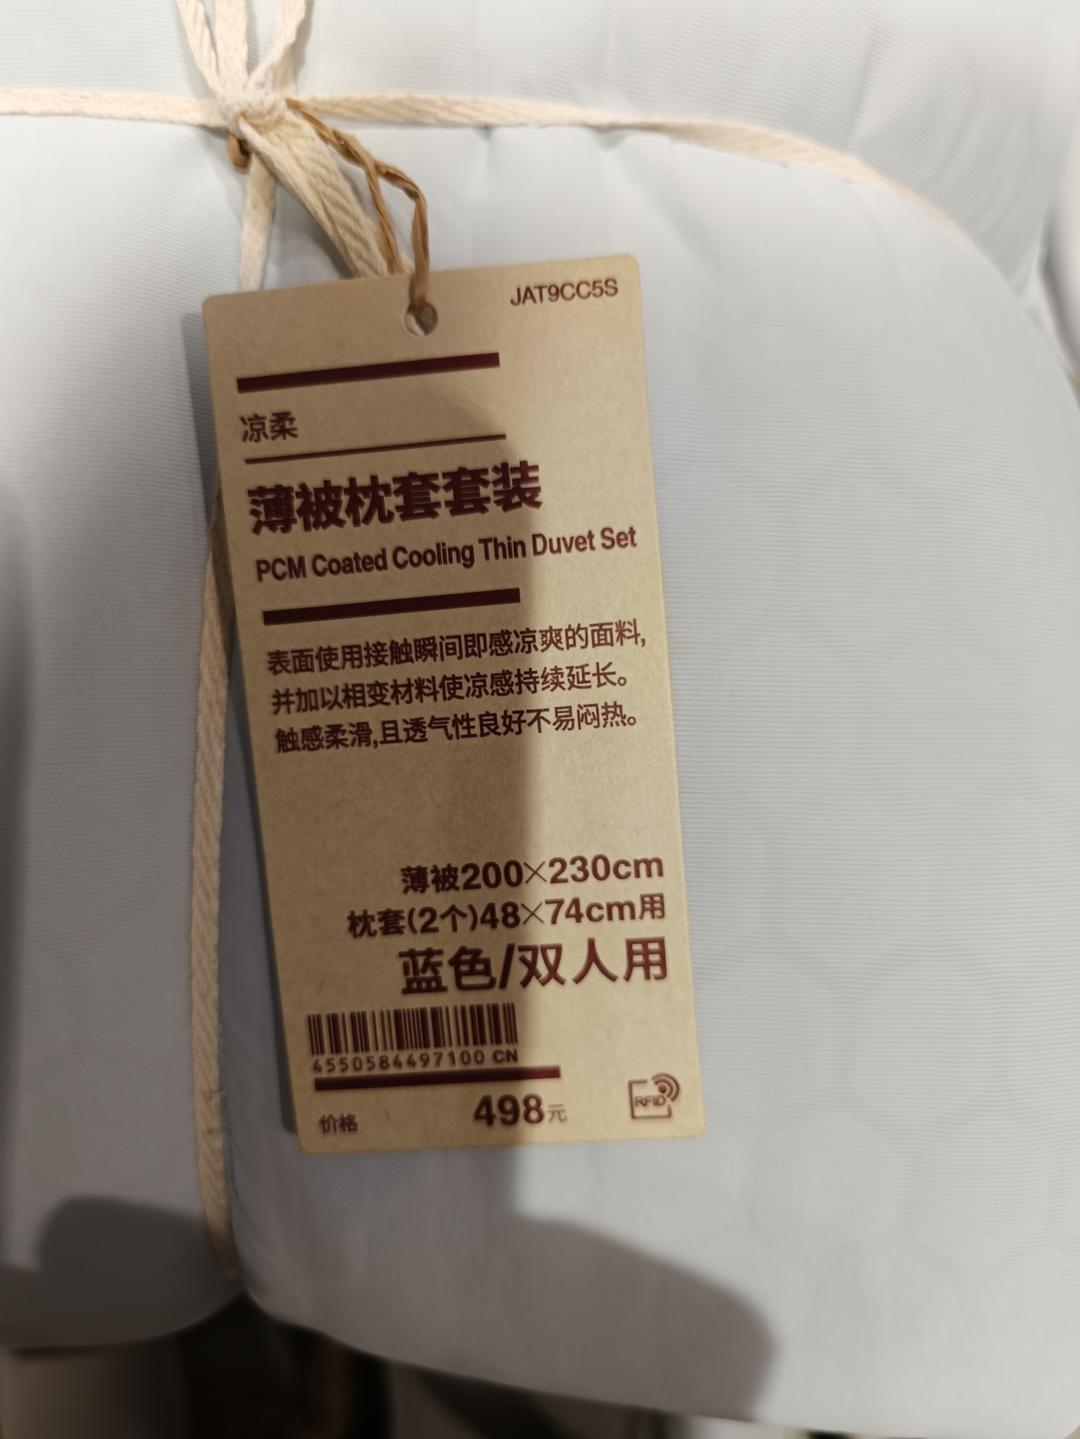 JAT9CC5S
凉柔
薄被枕套套装
PCM Coated Cooling Thin Duvet Set
表面使用接触瞬间即感凉爽的面料,
并加以相变材料使凉感持续延长。
触感柔滑,且透气性良好不易闷热。
薄被200×230cm
枕套(2个)48×74cm用
蓝色/双人用
4550584497100 CN
价格 498元
RFID